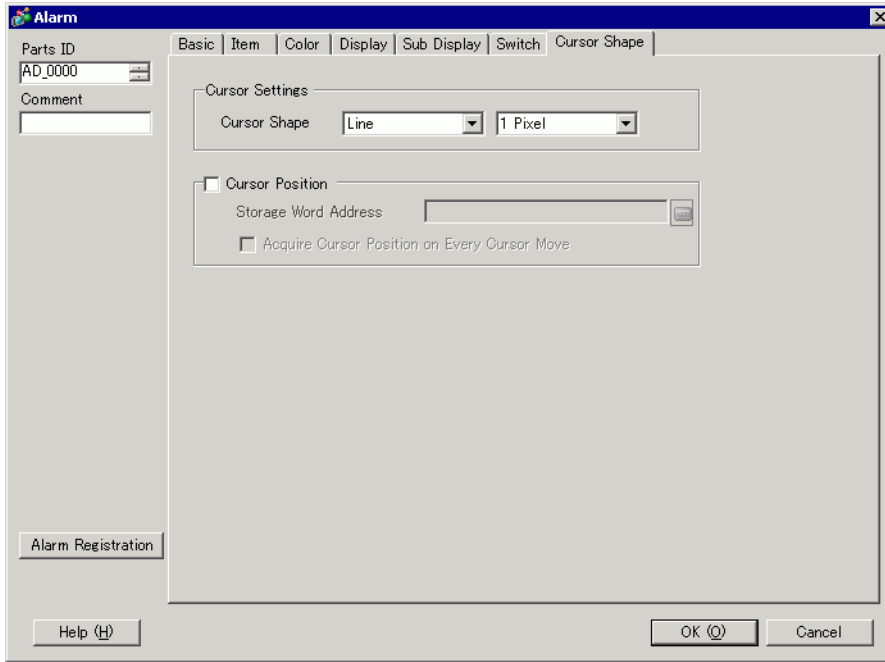 Alarm
Parts ID
AD_0000
Comment
Basic Item Color Display Sub Display Switch Cursor Shape
Cursor Settings
Cursor Shape Line 1 Pixel
Cursor Position
Storage Word Address
Acquire Cursor Position on Every Cursor Move
Alarm Registration
Help (H) OK (O) Cancel